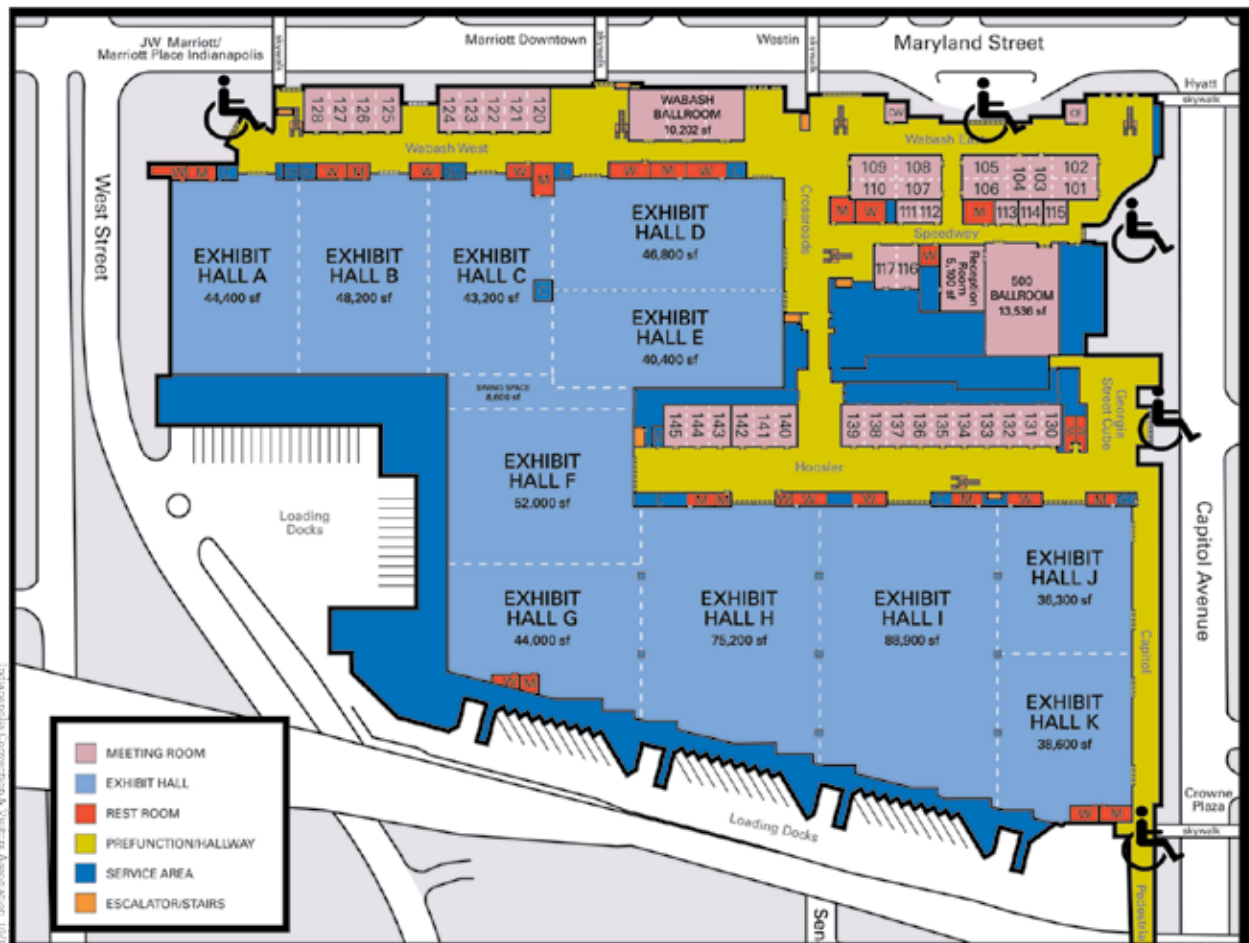 JW Marriott/
Marriott Place Indianapolis
skywalk
Marriott Downtown
skywalk
Westin
skywalk
Maryland Street
Hyatt
skywalk
128
127
126
125
124
123
122
121
120
WABASH
BALLROOM
10,202 sf
Wabash West
Wabash
W
M
W
M
W
W
M
W
M
W
109
108
110
107
105
106
104
103
102
101
M
W
111
112
M
113
114
115
Speedway
Crossroads
117
116
W
Reception
Room
5,100 sf
500
BALLROOM
13,536 sf
West Street
EXHIBIT
HALL A
44,400 sf
EXHIBIT
HALL B
48,200 sf
EXHIBIT
HALL C
43,200 sf
EXHIBIT
HALL D
46,800 sf
EXHIBIT
HALL E
40,400 sf
SPACE
8,600 sf
145
144
143
142
141
140
139
138
137
136
135
134
133
132
131
130
Georgia
Street Cube
Hoosier
EXHIBIT
HALL F
52,000 sf
Loading
Docks
M
W
W
W
M
W
M
EXHIBIT
HALL G
44,000 sf
EXHIBIT
HALL H
75,200 sf
EXHIBIT
HALL I
88,900 sf
EXHIBIT
HALL J
36,300 sf
EXHIBIT
HALL K
38,600 sf
Capitol
Capitol Avenue
W
M
W
M
Crowne
Plaza
skywalk
Loading Docks
Sen
Pedestria
MEETING ROOM
EXHIBIT HALL
REST ROOM
PREFUNCTION/HALLWAY
SERVICE AREA
ESCALATOR/STAIRS